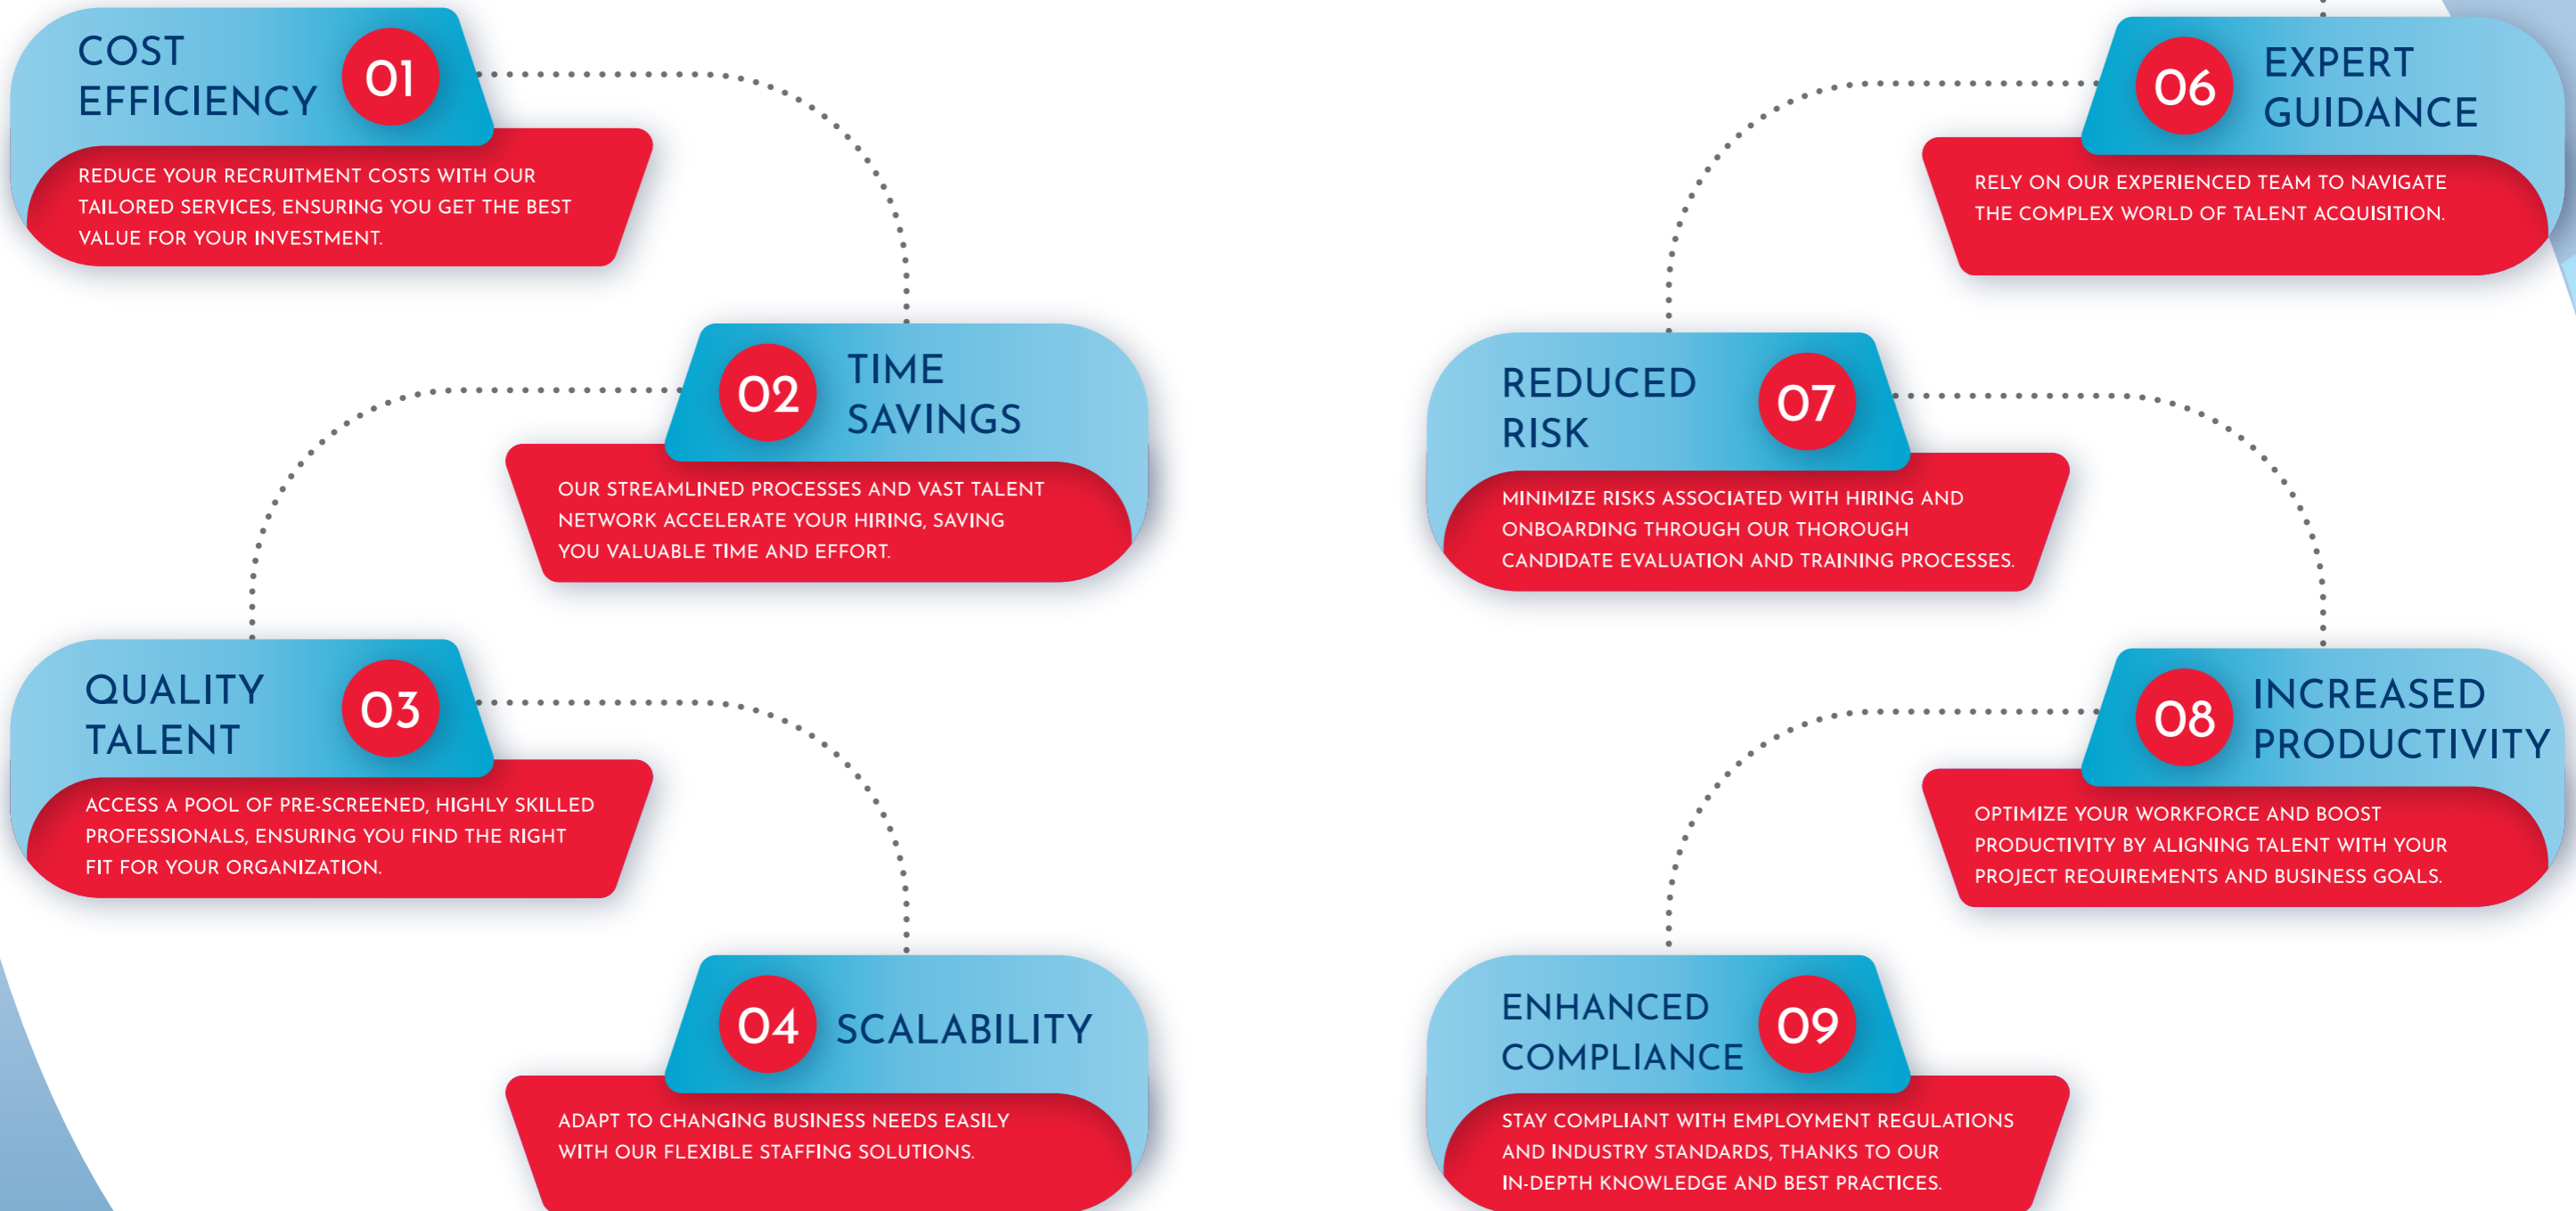 COST
EFFICIENCY
01
REDUCE YOUR RECRUITMENT COSTS WITH OUR
TAILORED SERVICES, ENSURING YOU GET THE BEST
VALUE FOR YOUR INVESTMENT.
02
TIME
SAVINGS
OUR STREAMLINED PROCESSES AND VAST TALENT
NETWORK ACCELERATE YOUR HIRING, SAVING
YOU VALUABLE TIME AND EFFORT.
QUALITY
TALENT
03
ACCESS A POOL OF PRE-SCREENED, HIGHLY SKILLED
PROFESSIONALS, ENSURING YOU FIND THE RIGHT
FIT FOR YOUR ORGANIZATION.
04
SCALABILITY
ADAPT TO CHANGING BUSINESS NEEDS EASILY
WITH OUR FLEXIBLE STAFFING SOLUTIONS.
06
EXPERT
GUIDANCE
RELY ON OUR EXPERIENCED TEAM TO NAVIGATE
THE COMPLEX WORLD OF TALENT ACQUISITION.
REDUCED
RISK
07
MINIMIZE RISKS ASSOCIATED WITH HIRING AND
ONBOARDING THROUGH OUR THOROUGH
CANDIDATE EVALUATION AND TRAINING PROCESSES.
08
INCREASED
PRODUCTIVITY
OPTIMIZE YOUR WORKFORCE AND BOOST
PRODUCTIVITY BY ALIGNING TALENT WITH YOUR
PROJECT REQUIREMENTS AND BUSINESS GOALS.
ENHANCED
COMPLIANCE
09
STAY COMPLIANT WITH EMPLOYMENT REGULATIONS
AND INDUSTRY STANDARDS, THANKS TO OUR
IN-DEPTH KNOWLEDGE AND BEST PRACTICES.